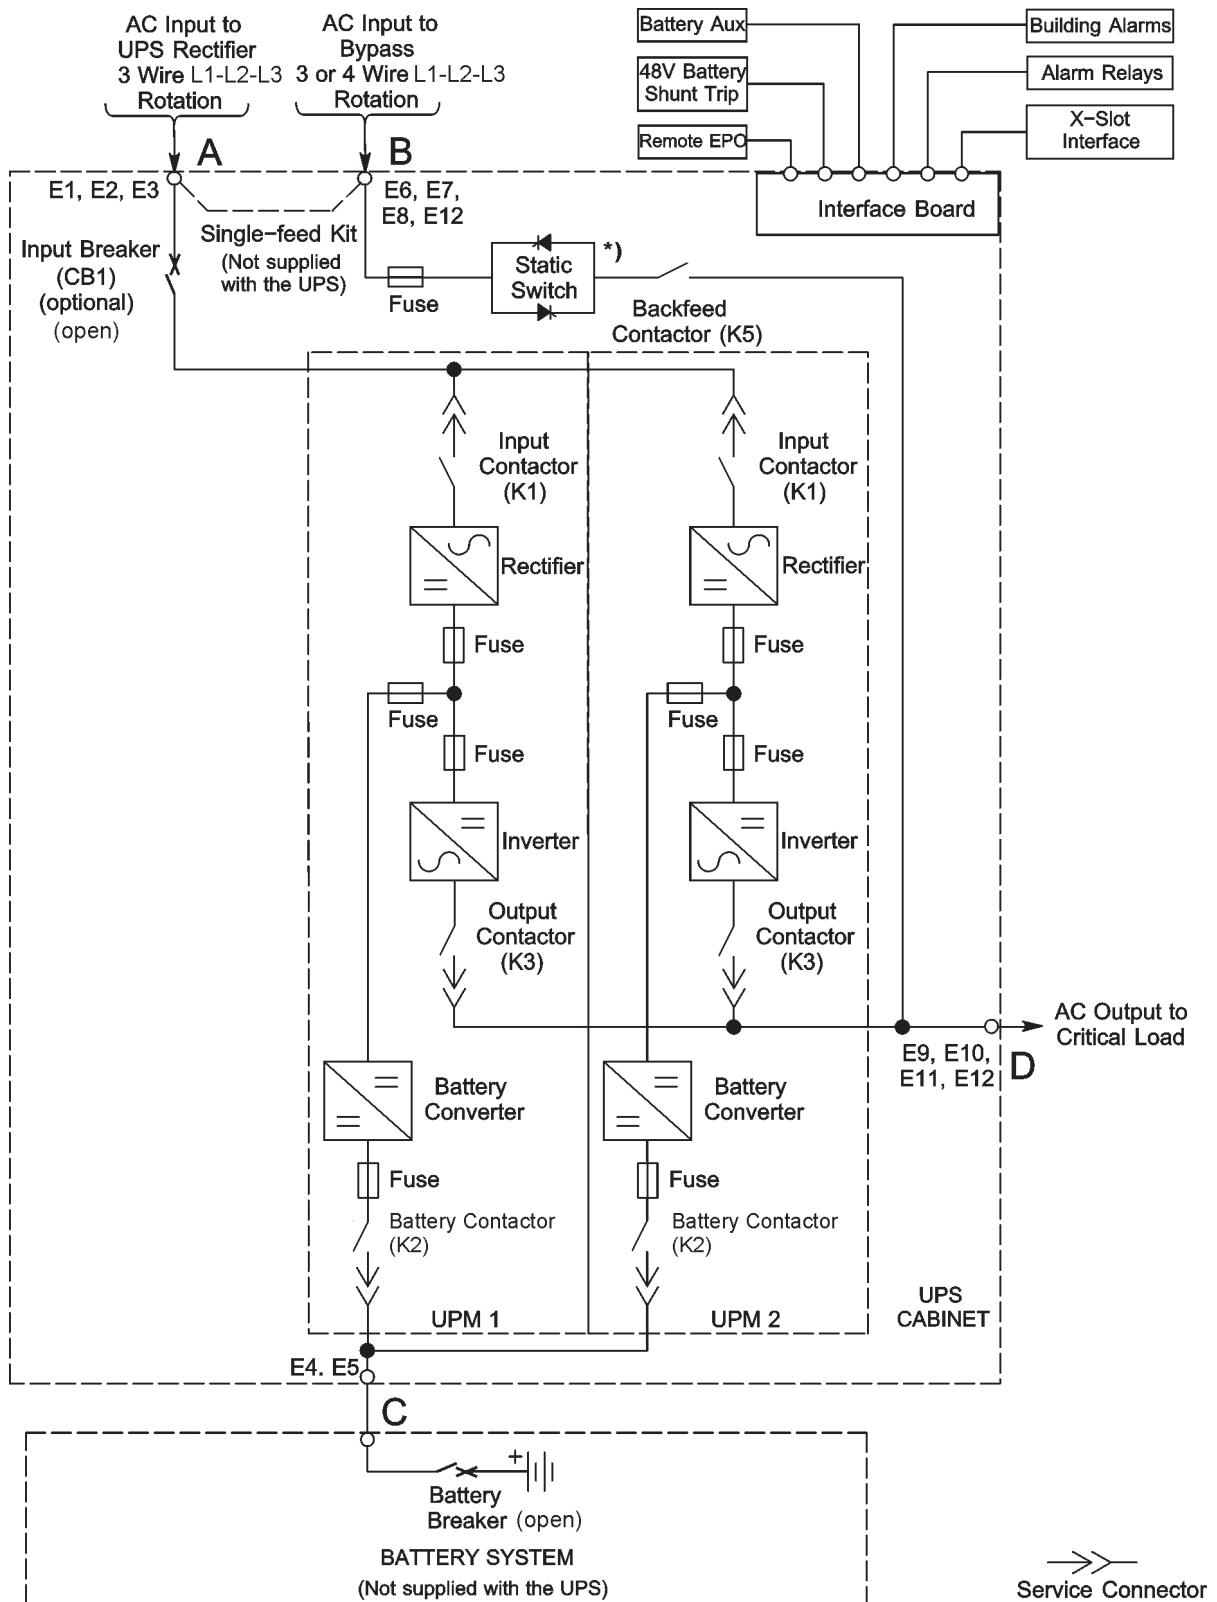 AC Input to
UPS Rectifier
3 Wire L1-L2-L3
Rotation
AC Input to
Bypass
3 or 4 Wire L1-L2-L3
Rotation
Battery Aux
48V Battery
Shunt Trip
Remote EPO
Building Alarms
Alarm Relays
X-Slot
Interface
A
B
E1, E2, E3
E6, E7,
E8, E12
Interface Board
Single-feed Kit
(Not supplied
with the UPS)
Input Breaker
(CB1)
(optional)
(open)
Fuse
Static
Switch
*)
Backfeed
Contactor (K5)
Input
Contactor
(K1)
Input
Contactor
(K1)
Rectifier
Rectifier
Fuse
Fuse
Fuse
Fuse
Fuse
Fuse
Inverter
Inverter
Output
Contactor
(K3)
Output
Contactor
(K3)
AC Output to
Critical Load
E9, E10,
E11, E12
D
Battery
Converter
Battery
Converter
Fuse
Fuse
Battery Contactor
(K2)
Battery Contactor
(K2)
UPM 1
UPM 2
UPS
CABINET
E4. E5
C
+
Battery
Breaker (open)
BATTERY SYSTEM
(Not supplied with the UPS)
Service Connector